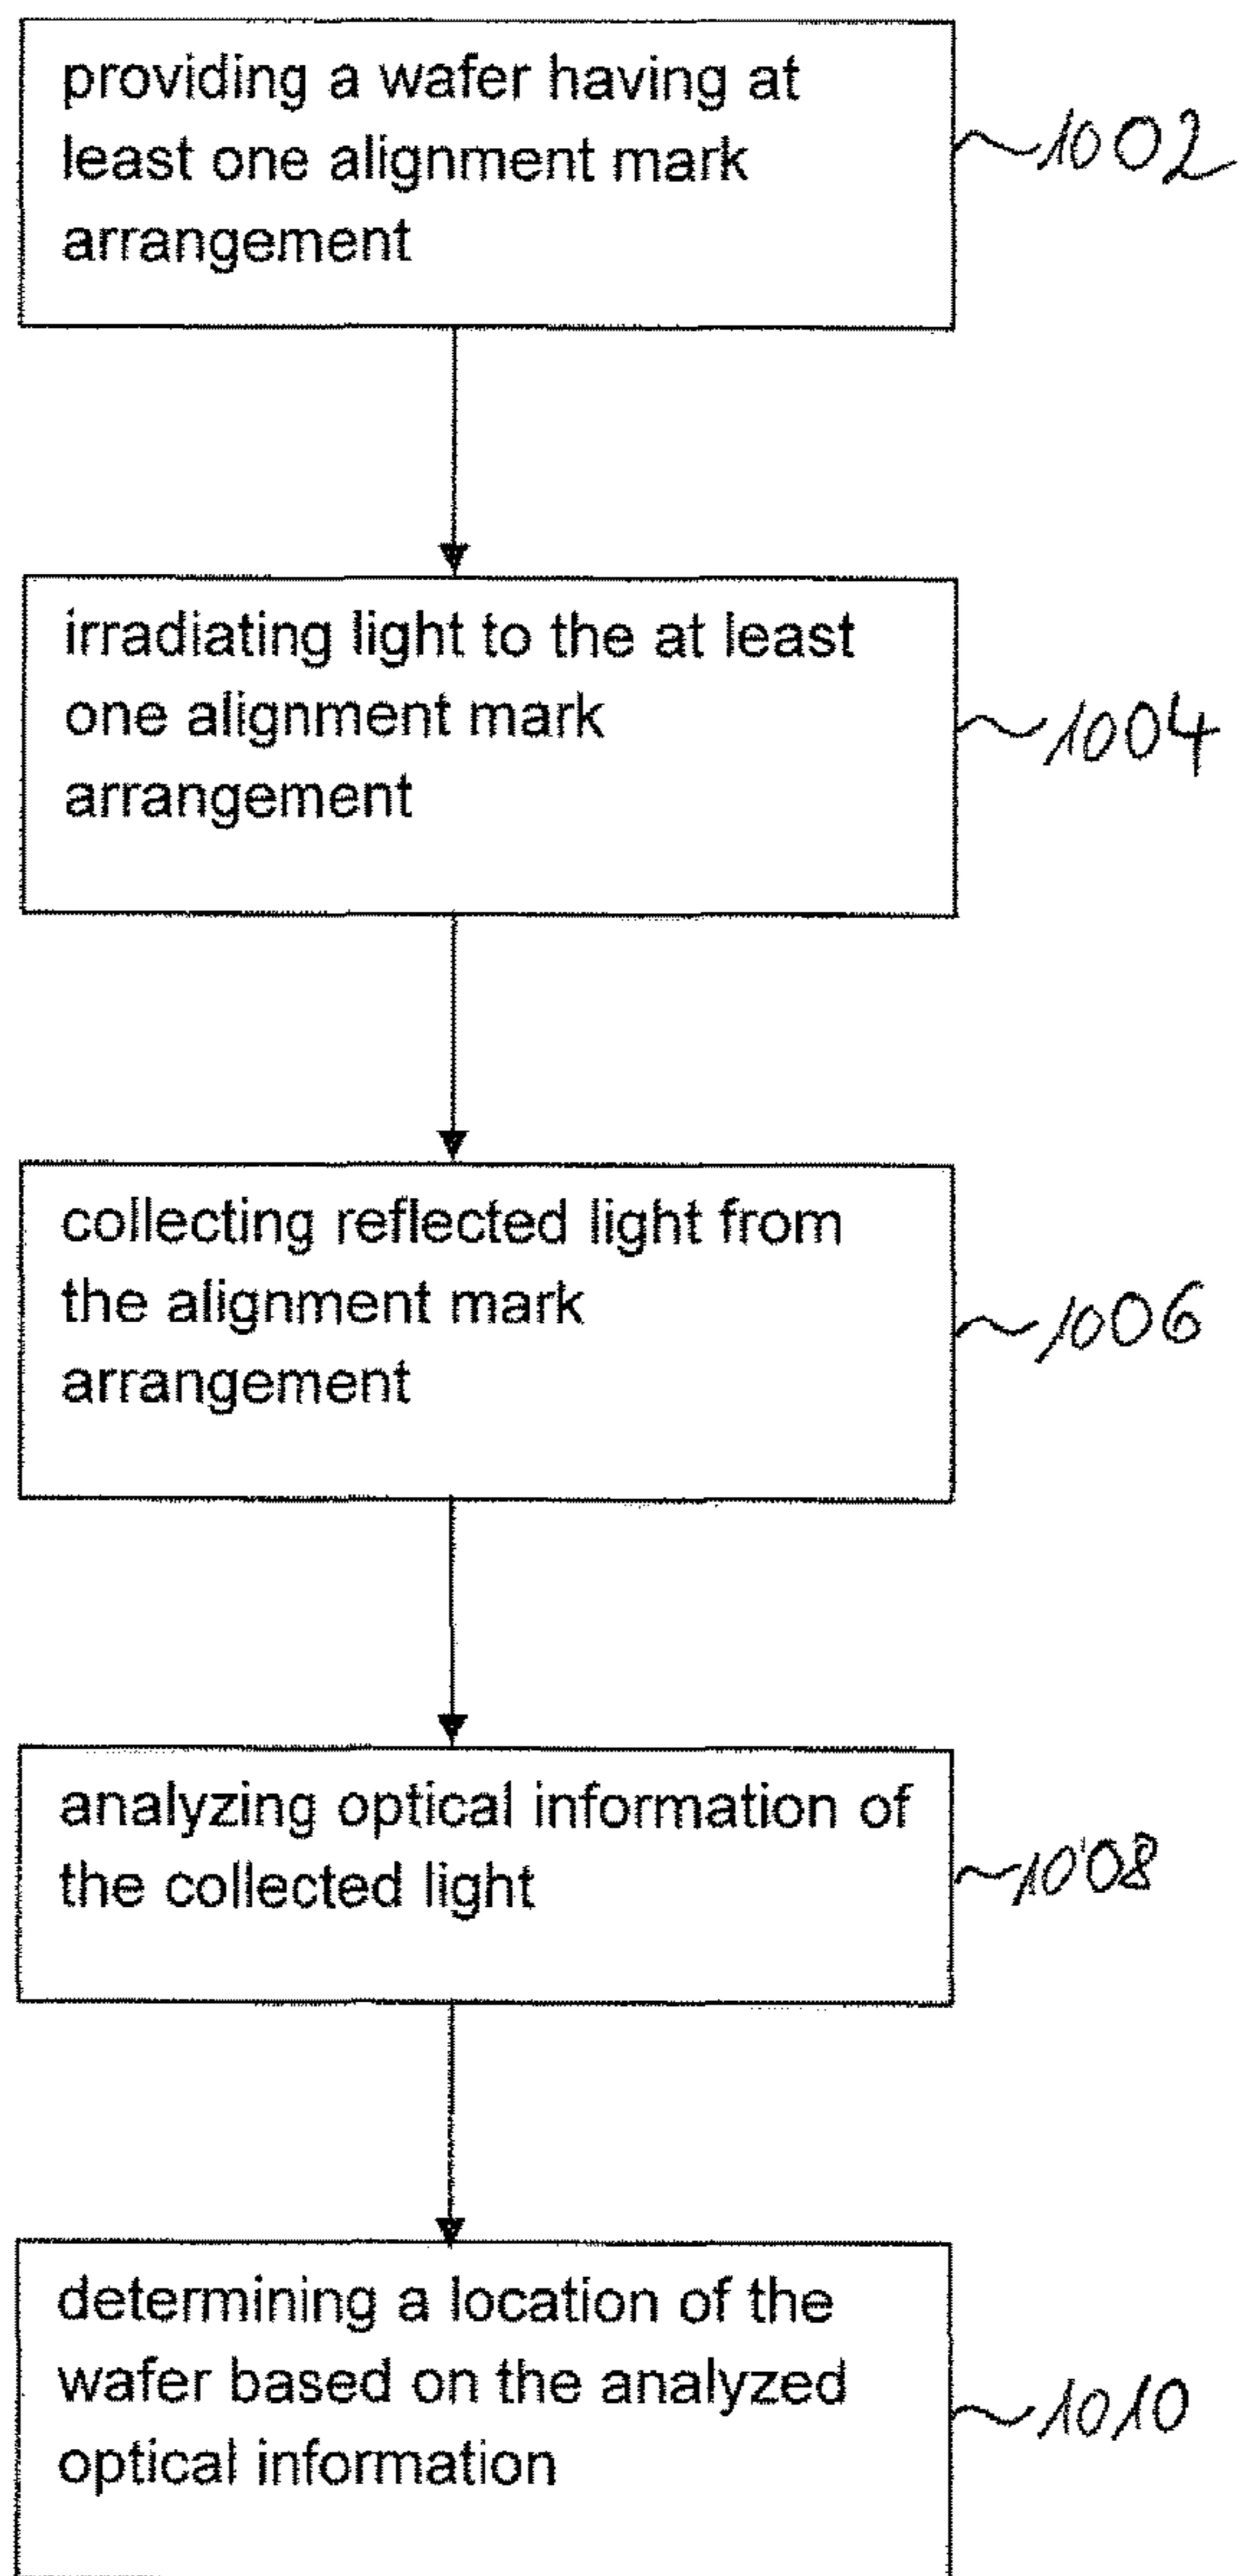 providing a wafer having at
least one alignment mark
arrangement
1002
irradiating light to the at least
one alignment mark
arrangement
1004
collecting reflected light from
the alignment mark
arrangement
1006
analyzing optical information of
the collected light
1008
determining a location of the
wafer based on the analyzed
optical information
1010